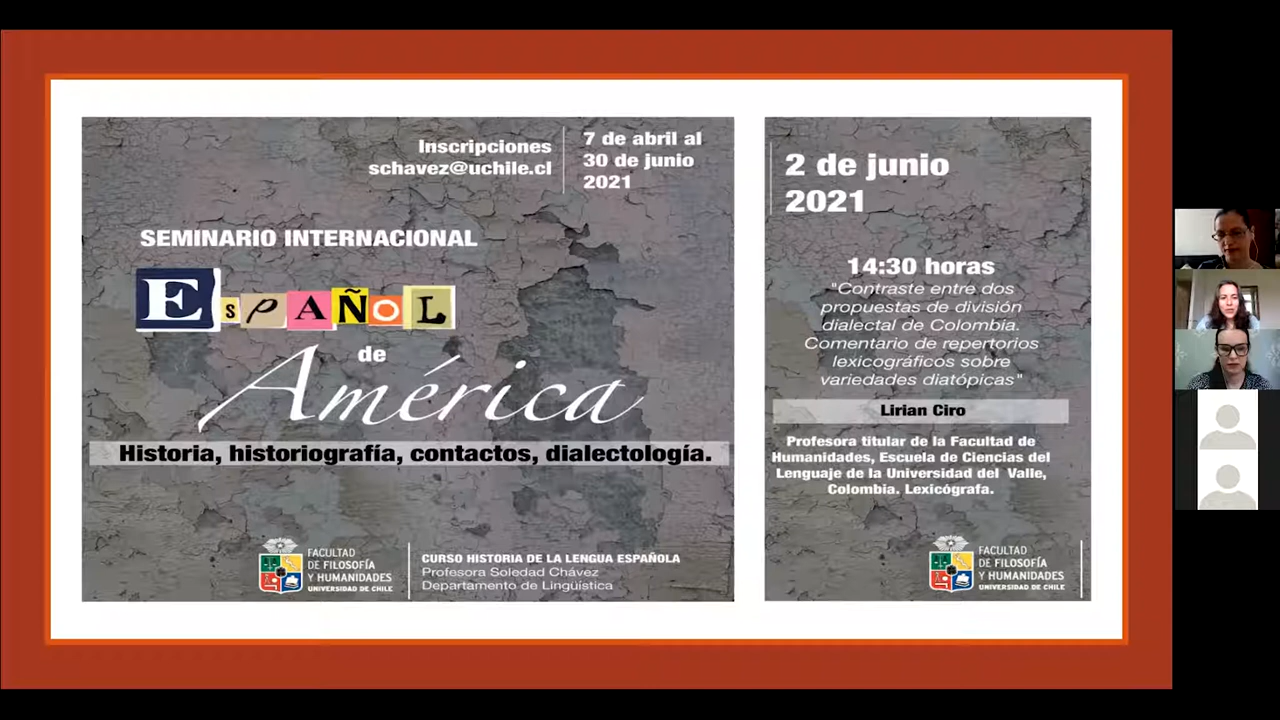 Inscripciones
schavez@uchile.cl
7 de abril al
30 de junio
2021
SEMINARIO INTERNACIONAL
ESPAÑOL
de
América
Historia, historiografía, contactos, dialectología.
FACULTAD
DE FILOSOFÍA
Y HUMANIDADES
UNIVERSIDAD DE CHILE
CURSO HISTORIA DE LA LENGUA ESPAÑOLA
Profesora Soledad Chávez
Departamento de Lingüística
2 de junio
2021
14:30 horas
"Contraste entre dos
propuestas de división
dialectal de Colombia.
Comentario de repertorios
lexicográficos sobre
variedades diatópicas"
Lirian Ciro
Profesora titular de la Facultad de
Humanidades, Escuela de Ciencias del
Lenguaje de la Universidad del Valle,
Colombia. Lexicógrafa.
FACULTAD
DE FILOSOFÍA
Y HUMANIDADES
UNIVERSIDAD DE CHILE